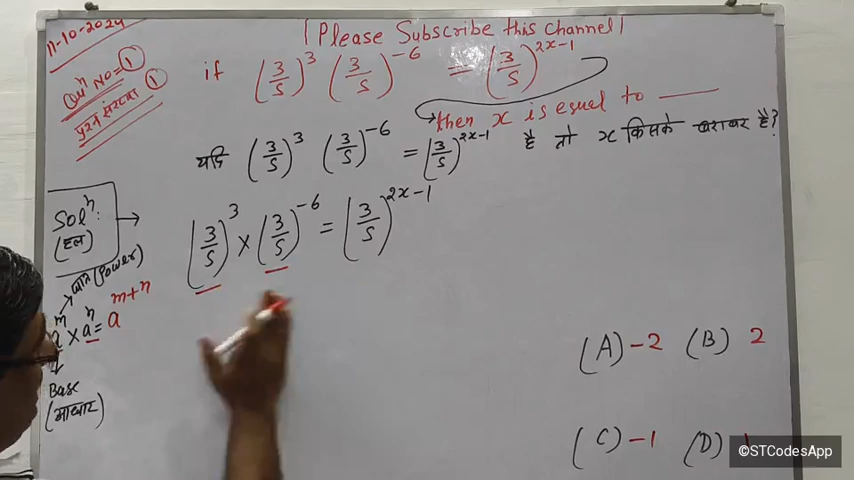 11-10-2024
| Please Subscribe this channel |
Quⁿ No = ①
प्रश्न संख्या ①
if (3/5)^3 (3/5)^-6 = (3/5)^2x-1
then x is equal to ____
यदि (3/5)^3 (3/5)^-6 = (3/5)^2x-1 है तो x किसके बराबर है?
Solⁿ:
(हल)
(3/5)^3 × (3/5)^-6 = (3/5)^2x-1
(Power)
a^m × a^n = a^m+n
Base
(आधार)
(A) -2 (B) 2
(C) -1 (D) 1
©STCodesApp